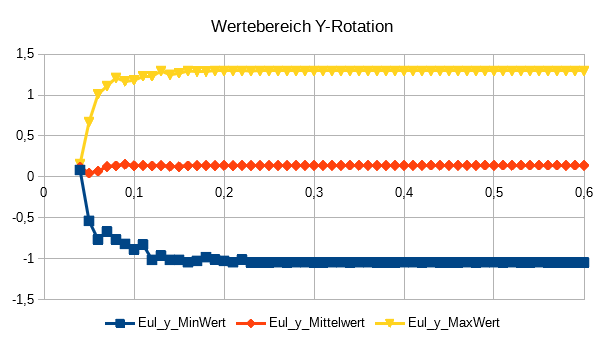 Wertebereich Y-Rotation
1,5
1
0,5
0
-0,5
-1
-1,5
0 0,1 0,2 0,3 0,4 0,5 0,6
Eul_y_MinWert Eul_y_Mittelwert Eul_y_MaxWert